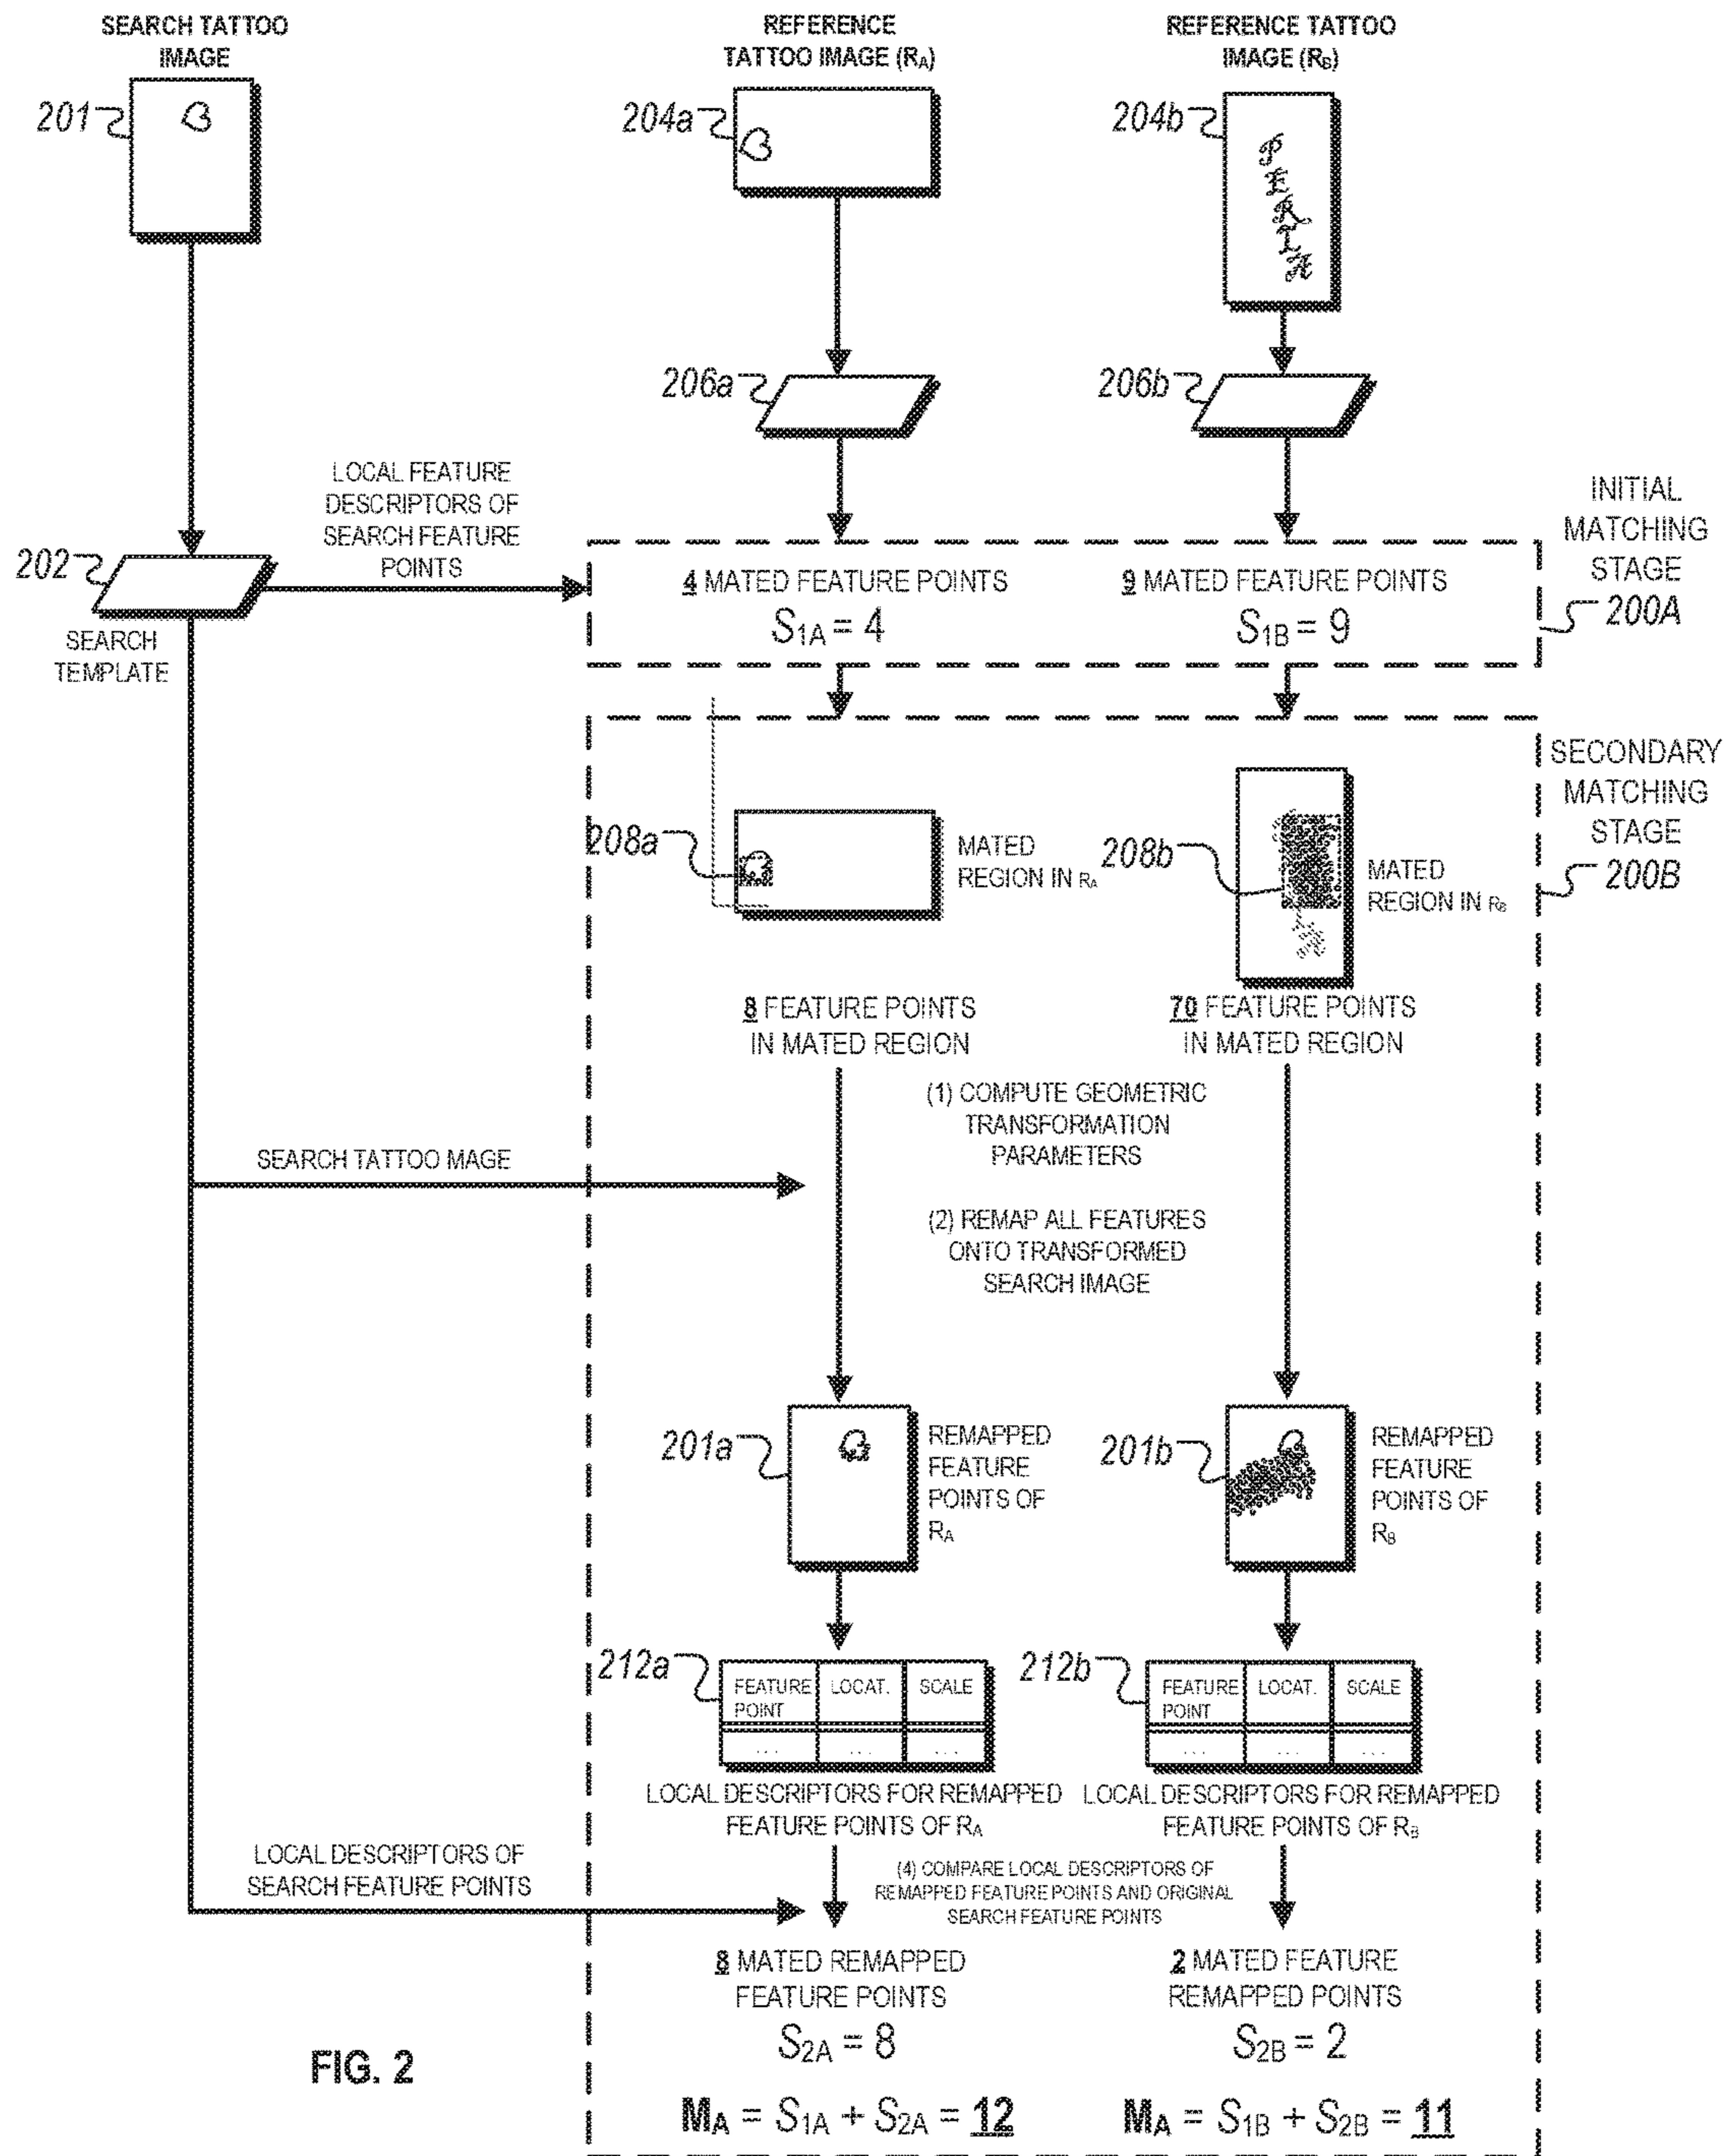 SEARCH TATTOO
IMAGE
REFERENCE
TATTOO IMAGE (RA)
REFERENCE TATTOO
IMAGE (RB)
201
204a
204b
P
E
R
L
A
206a
206b
LOCAL FEATURE
DESCRIPTORS OF
SEARCH FEATURE
POINTS
INITIAL
MATCHING
STAGE
200A
202
SEARCH
TEMPLATE
4 MATED FEATURE POINTS
S1A = 4
9 MATED FEATURE POINTS
S1B = 9
SECONDARY
MATCHING
STAGE
200B
208a
MATED
REGION IN RA
208b
MATED
REGION IN RB
8 FEATURE POINTS
IN MATED REGION
70 FEATURE POINTS
IN MATED REGION
(1) COMPUTE GEOMETRIC
TRANSFORMATION
PARAMETERS
SEARCH TATTOO MAGE
(2) REMAP ALL FEATURES
ONTO TRANSFORMED
SEARCH IMAGE
201a
REMAPPED
FEATURE
POINTS OF
RA
201b
REMAPPED
FEATURE
POINTS OF
RB
212a
FEATURE
POINT
LOCAT.
SCALE
... ... ...
212b
FEATURE
POINT
LOCAT.
SCALE
... ... ...
LOCAL DESCRIPTORS FOR REMAPPED
FEATURE POINTS OF RA
LOCAL DESCRIPTORS FOR REMAPPED
FEATURE POINTS OF RB
LOCAL DESCRIPTORS OF
SEARCH FEATURE POINTS
(4) COMPARE LOCAL DESCRIPTORS OF
REMAPPED FEATURE POINTS AND ORIGINAL
SEARCH FEATURE POINTS
8 MATED REMAPPED
FEATURE POINTS
S2A = 8
2 MATED FEATURE
REMAPPED POINTS
S2B = 2
FIG. 2
MA = S1A + S2A = 12
MA = S1B + S2B = 11